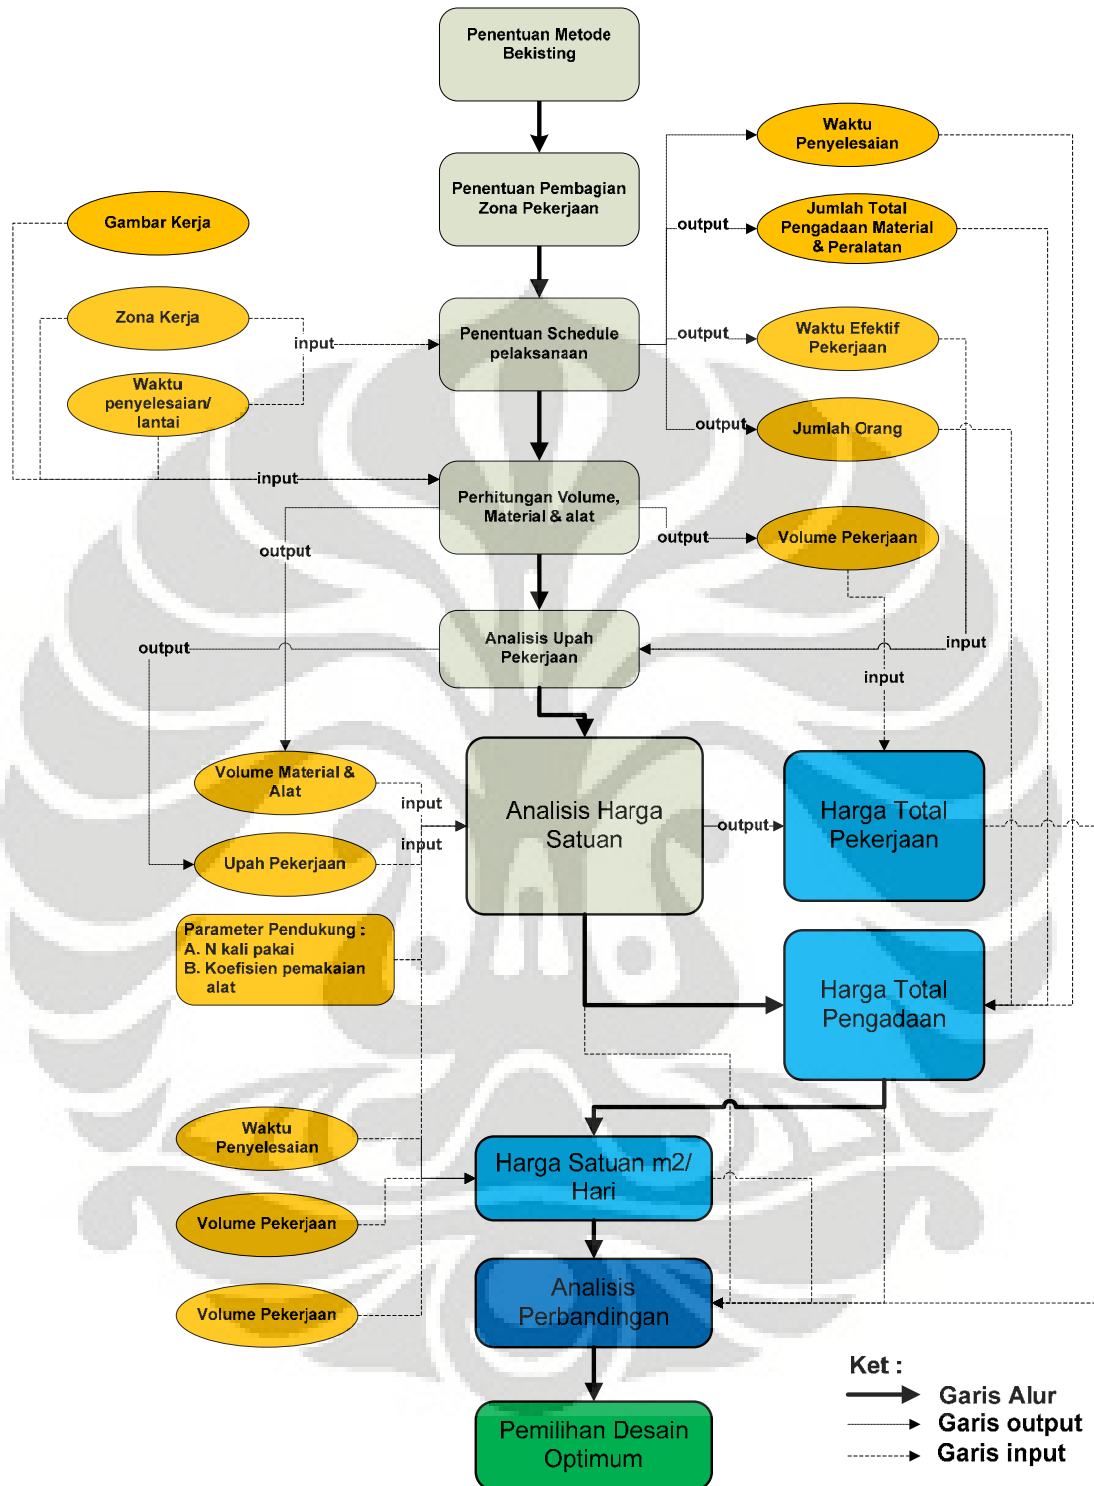 Penentuan Metode
Bekisting
Waktu
Penyelesaian
Penentuan Pembagian
Zona Pekerjaan
Gambar Kerja
output
Jumlah Total
Pengadaan Material
& Peralatan
Zona Kerja
input
Penentuan Schedule
pelaksanaan
output
Waktu Efektif
Pekerjaan
Waktu
penyelesaian/
lantai
output
Jumlah Orang
input
Perhitungan Volume,
Material & alat
output
output
Volume Pekerjaan
Analisis Upah
Pekerjaan
output
input
input
Volume Material &
Alat
input
Analisis Harga
Satuan
output
Harga Total
Pekerjaan
input
Upah Pekerjaan
Parameter Pendukung :
A. N kali pakai
B. Koefisien pemakaian
alat
Harga Total
Pengadaan
Waktu
Penyelesaian
Harga Satuan m2/
Hari
Volume Pekerjaan
Volume Pekerjaan
Analisis
Perbandingan
Pemilihan Desain
Optimum
Ket :
Garis Alur
Garis output
Garis input